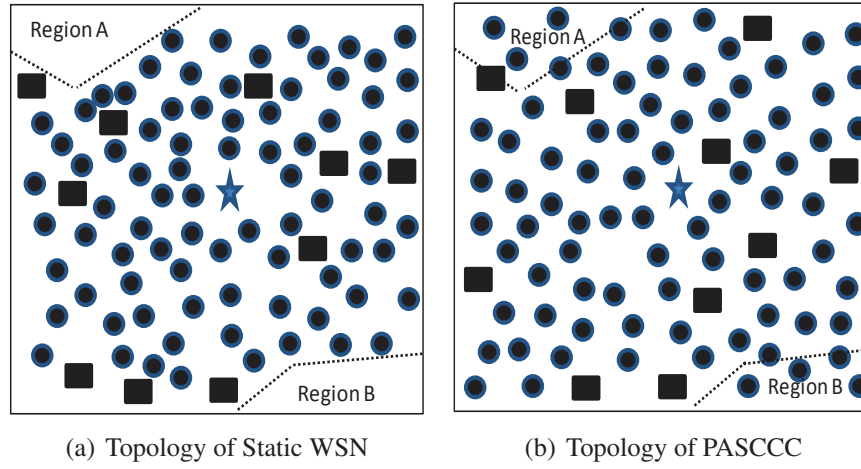 Region A
Region A
Region B
Region B
(a) Topology of Static WSN
(b) Topology of PASCCC